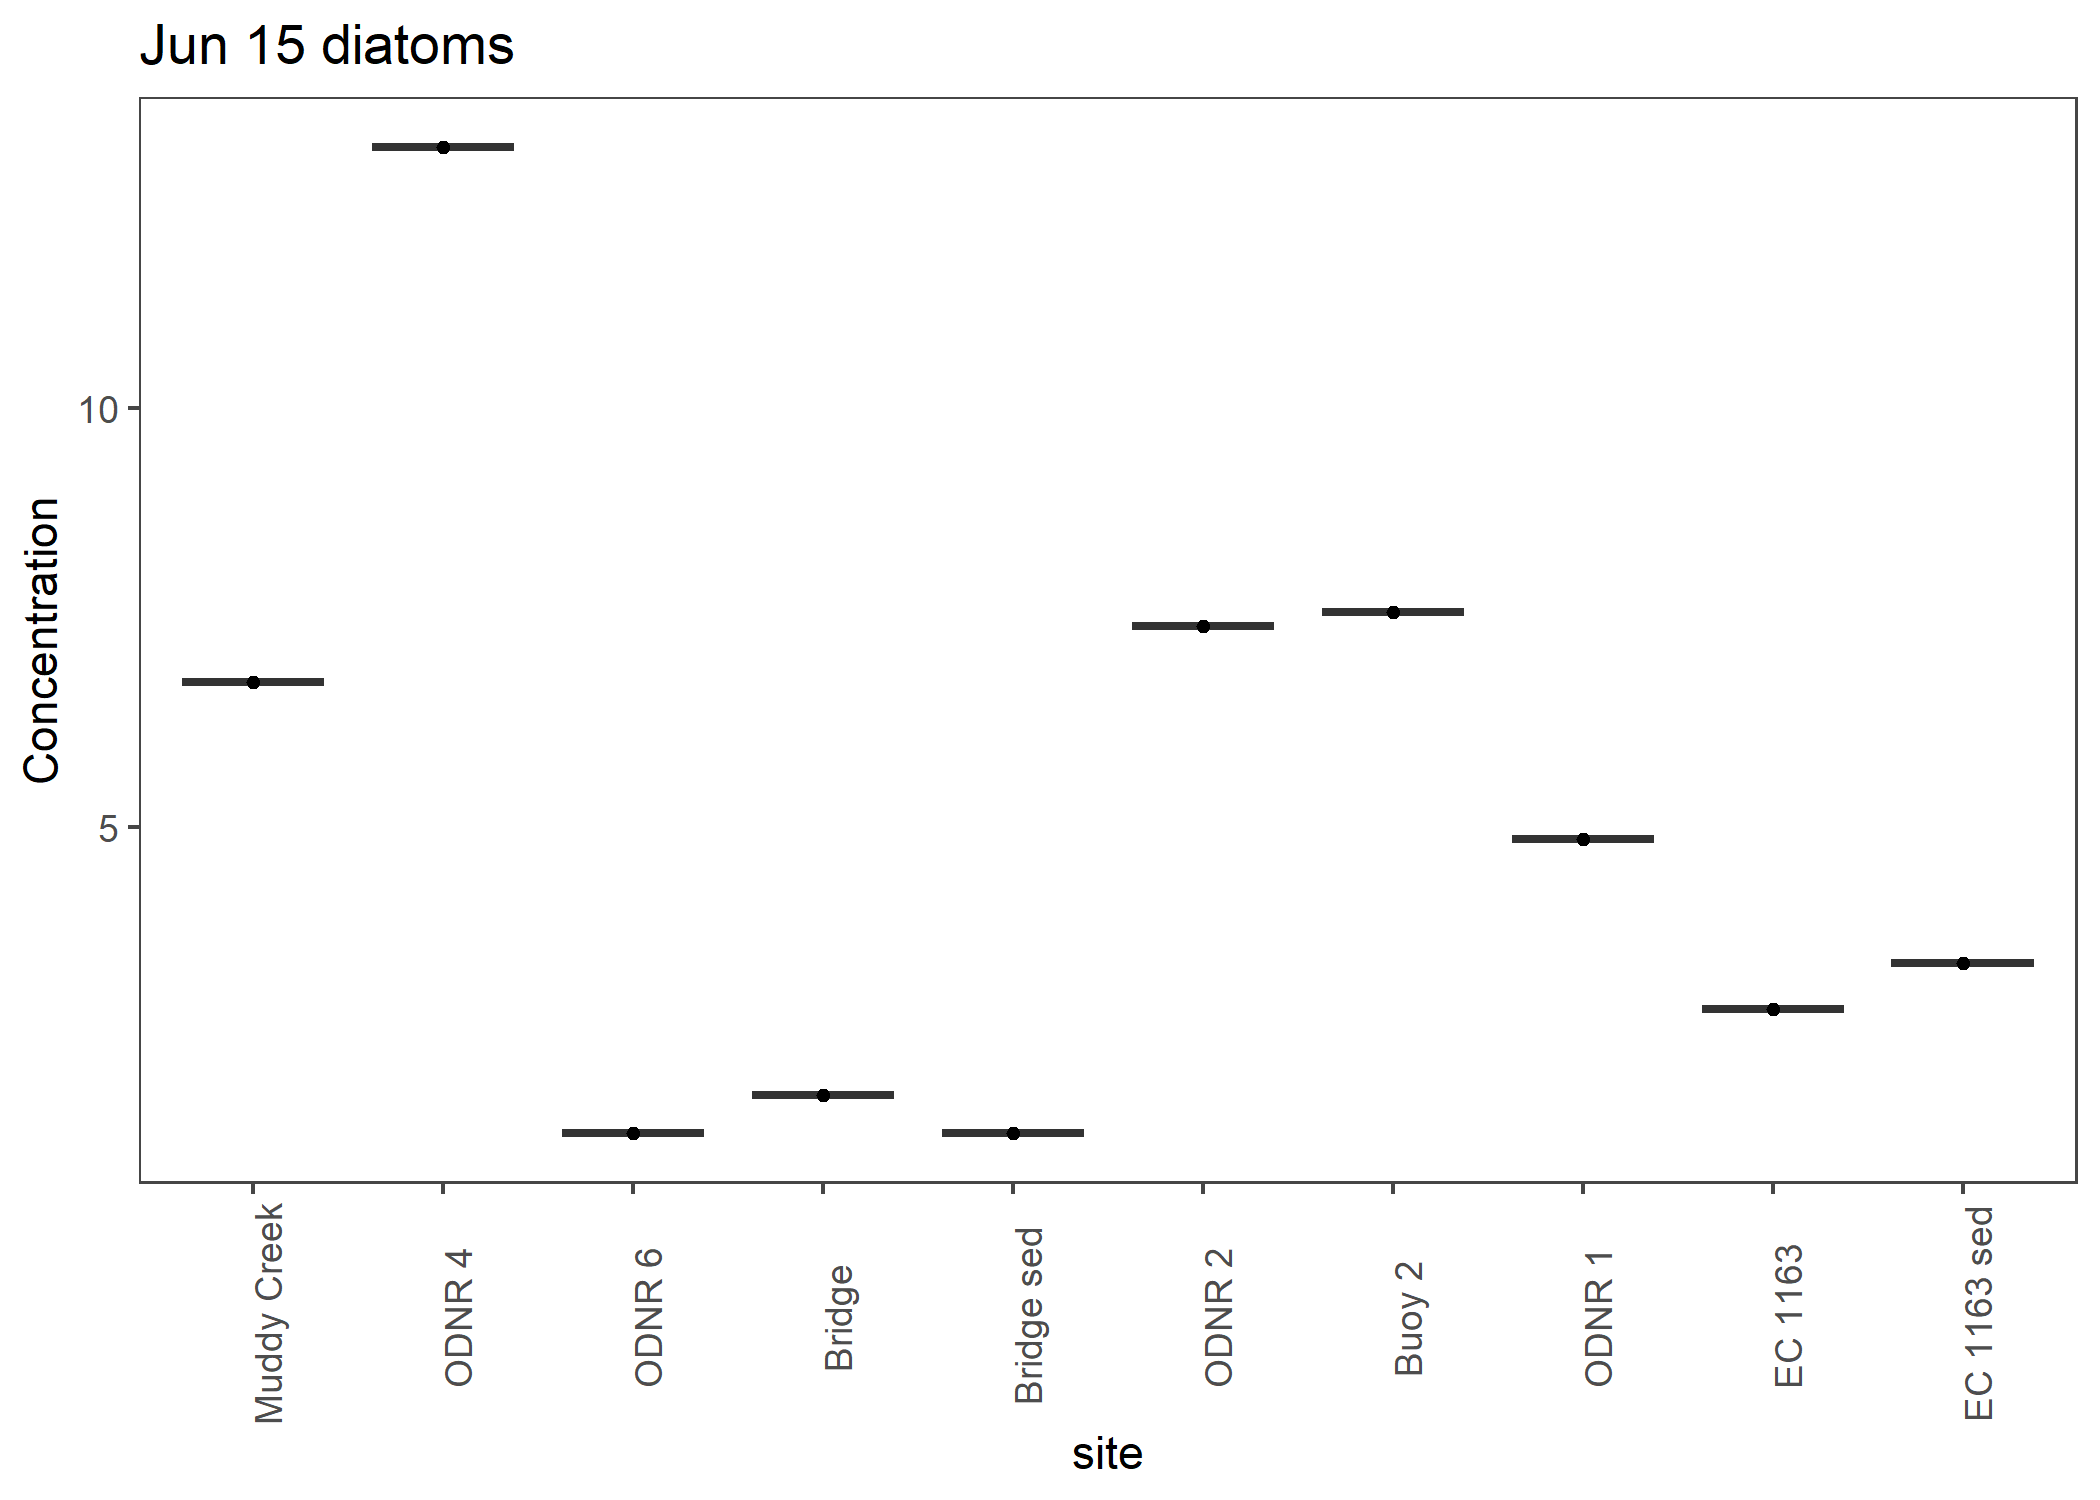 Jun 15 diatoms
Concentration
10
5
Muddy Creek
ODNR 4
ODNR 6
Bridge
Bridge sed
ODNR 2
Buoy 2
ODNR 1
EC 1163
EC 1163 sed
site